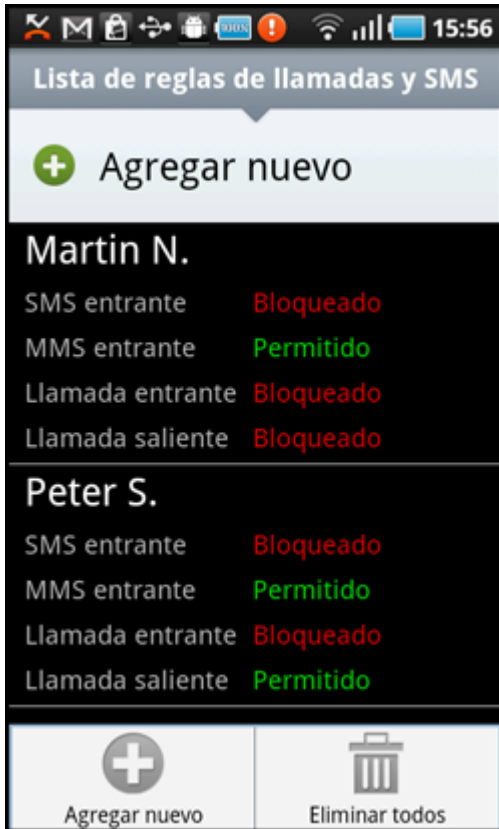 100% 15:56
Lista de reglas de llamadas y SMS
Agregar nuevo
Martin N.
SMS entrante Bloqueado
MMS entrante Permitido
Llamada entrante Bloqueado
Llamada saliente Bloqueado
Peter S.
SMS entrante Bloqueado
MMS entrante Permitido
Llamada entrante Bloqueado
Llamada saliente Permitido
Agregar nuevo Eliminar todos